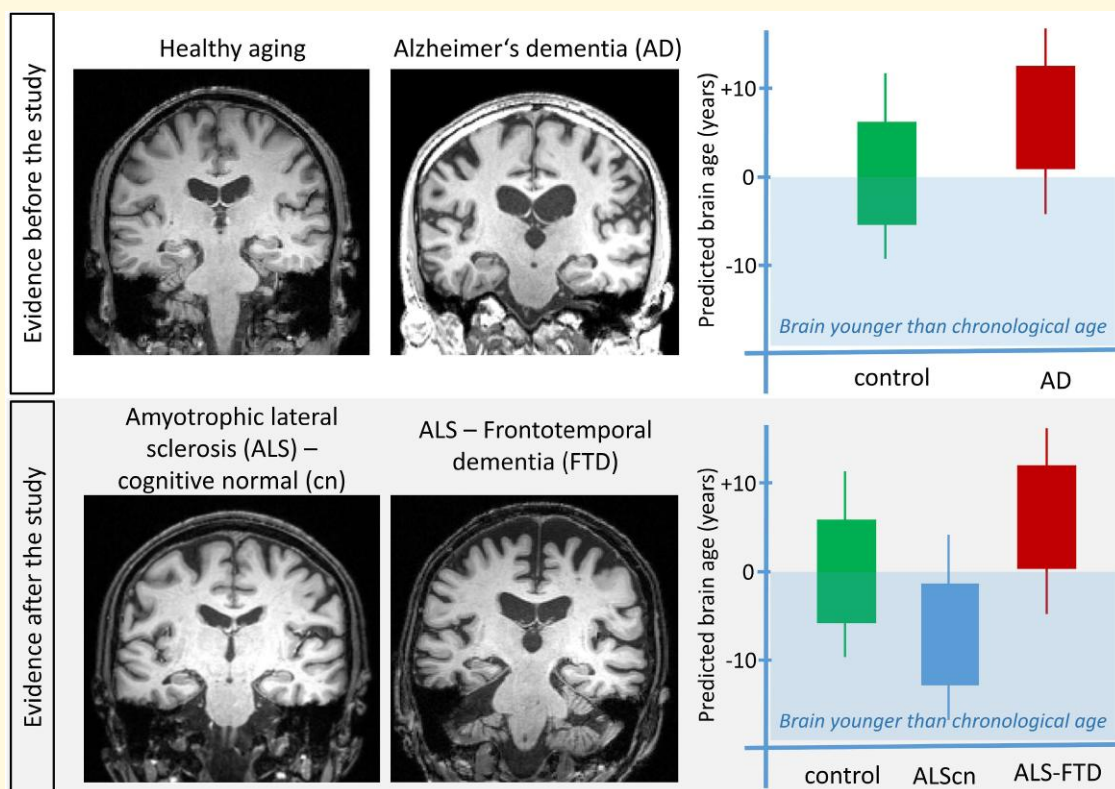 Evidence before the study
Healthy aging
Alzheimer‘s dementia (AD)
Predicted brain age (years)
+10
0
-10
Brain younger than chronological age
control
AD
Evidence after the study
Amyotrophic lateral
sclerosis (ALS) –
cognitive normal (cn)
ALS – Frontotemporal
dementia (FTD)
Predicted brain age (years)
+10
0
-10
Brain younger than chronological age
control
ALScn
ALS-FTD